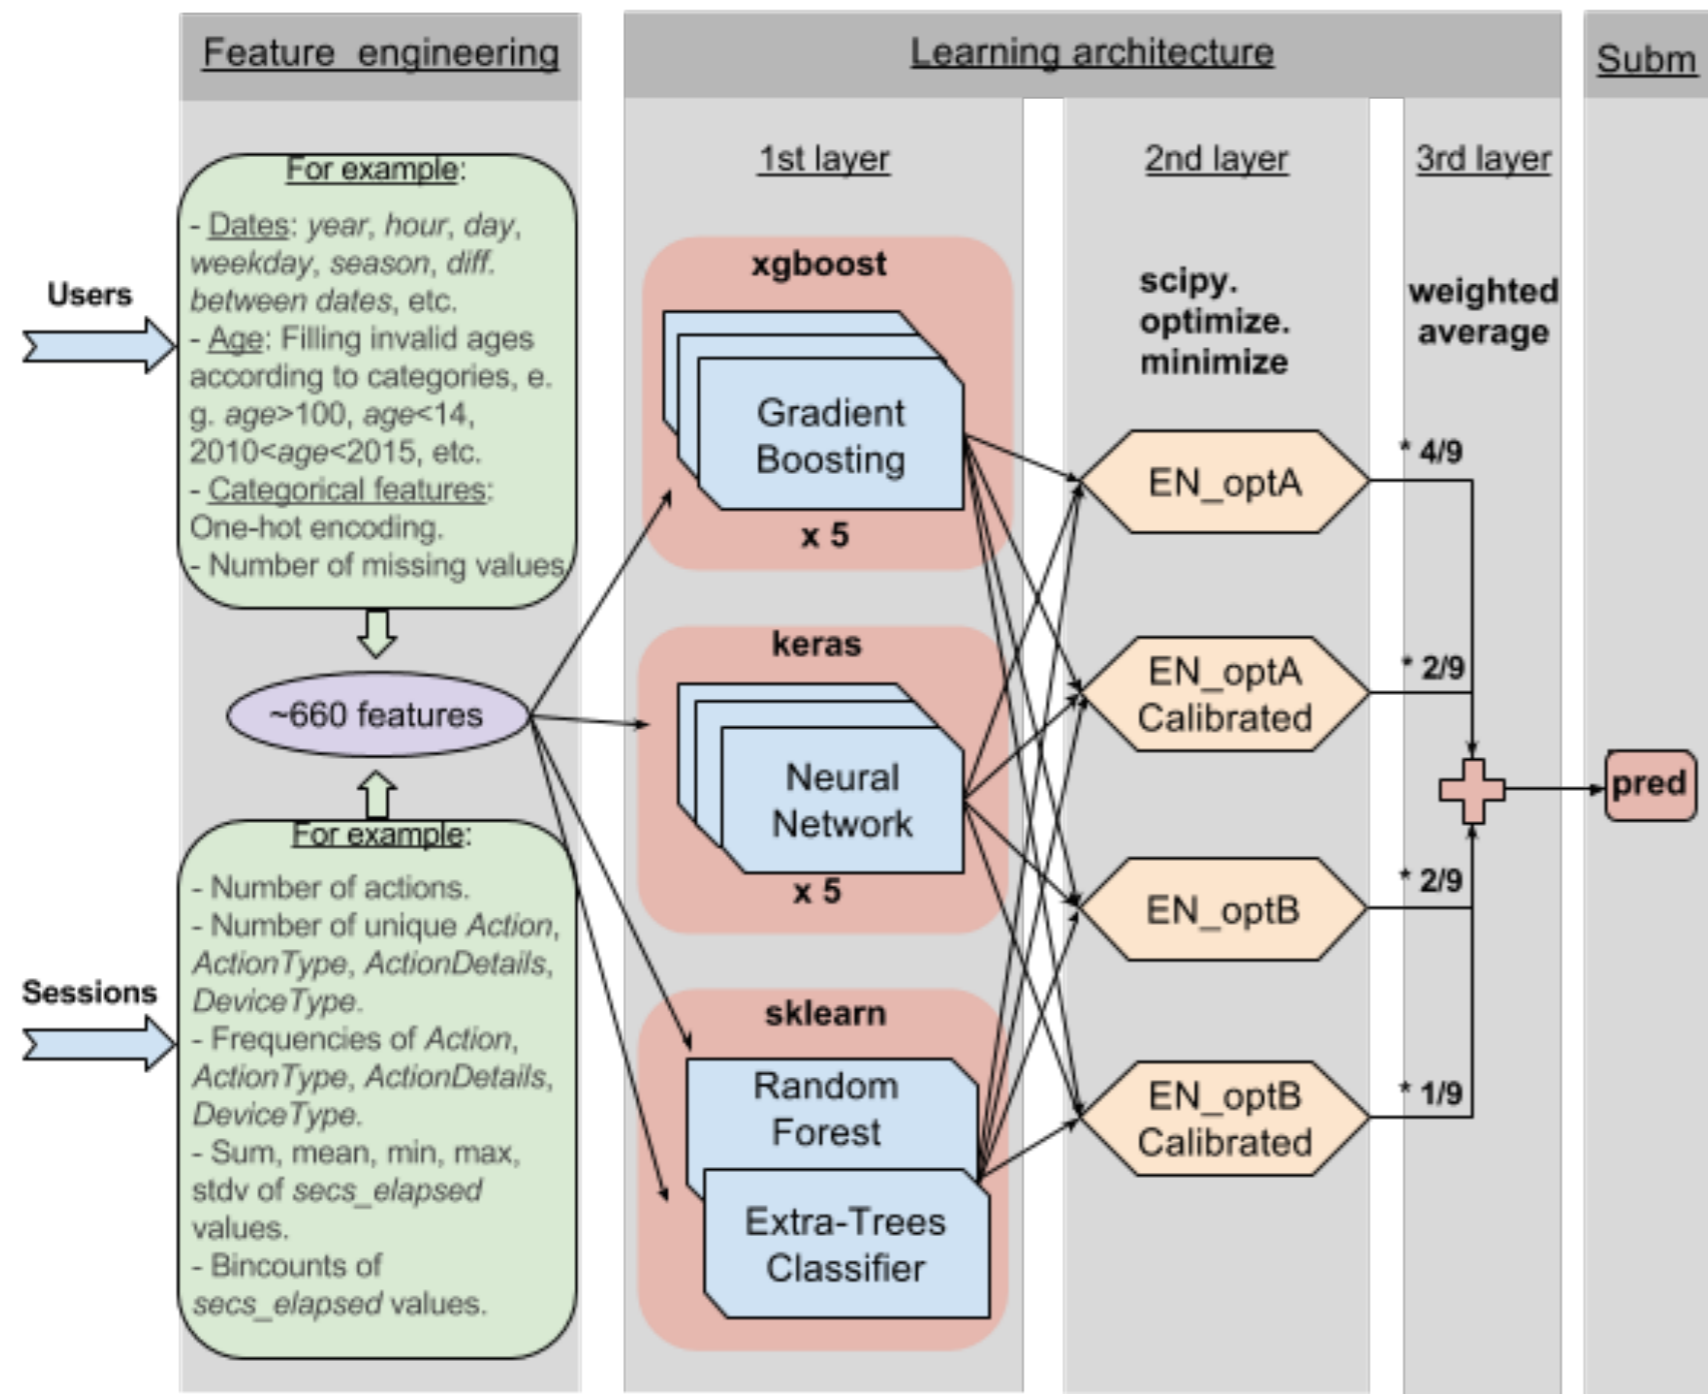 Feature engineering
Learning architecture
Subm
Users
For example:
- Dates: year, hour, day,
weekday, season, diff.
between dates, etc.
- Age: Filling invalid ages
according to categories, e.
g. age>100, age<14,
2010<age<2015, etc.
- Categorical features:
One-hot encoding.
- Number of missing values
~660 features
Sessions
For example:
- Number of actions.
- Number of unique Action,
ActionType, ActionDetails,
DeviceType.
- Frequencies of Action,
ActionType, ActionDetails,
DeviceType.
- Sum, mean, min, max,
stdv of secs_elapsed
values.
- Bincounts of
secs_elapsed values.
1st layer
xgboost
Gradient
Boosting
x 5
keras
Neural
Network
x 5
sklearn
Random
Forest
Extra-Trees
Classifier
2nd layer
scipy.
optimize.
minimize
EN_optA
EN_optA
Calibrated
EN_optB
EN_optB
Calibrated
3rd layer
weighted
average
* 4/9
* 2/9
* 2/9
* 1/9
pred